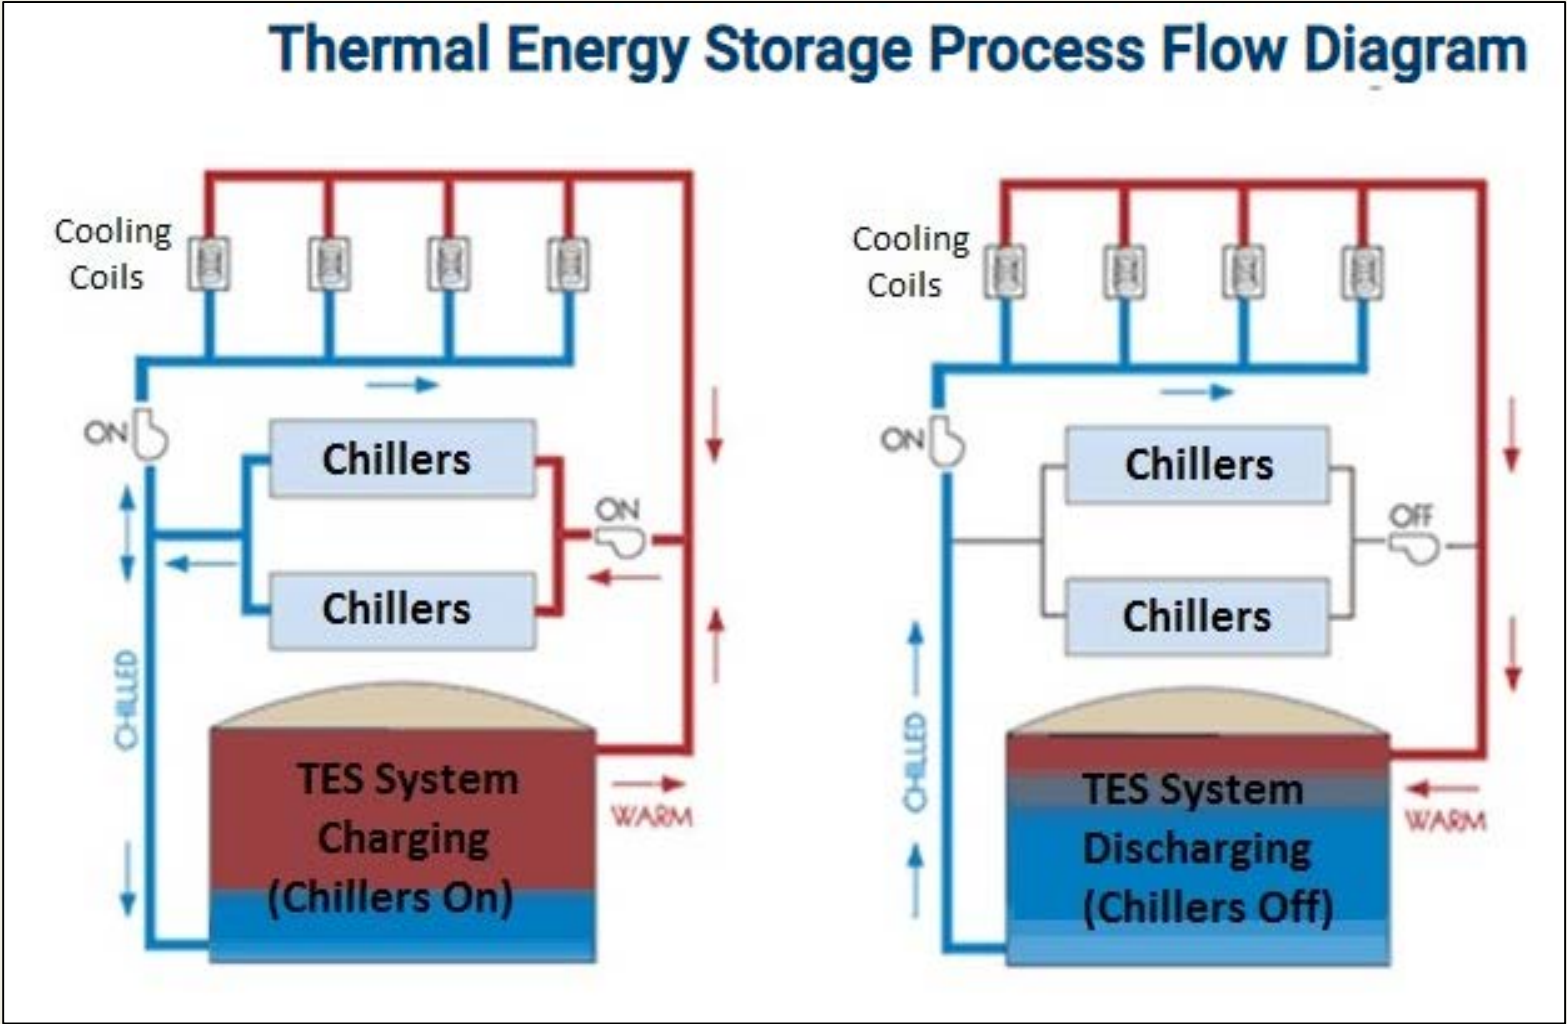 Thermal Energy Storage Process Flow Diagram
Cooling
Coils
ON
Chillers
ON
Chillers
CHILLED
TES System
Charging
(Chillers On)
WARM
Cooling
Coils
ON
Chillers
OFF
Chillers
CHILLED
TES System
Discharging
(Chillers Off)
WARM